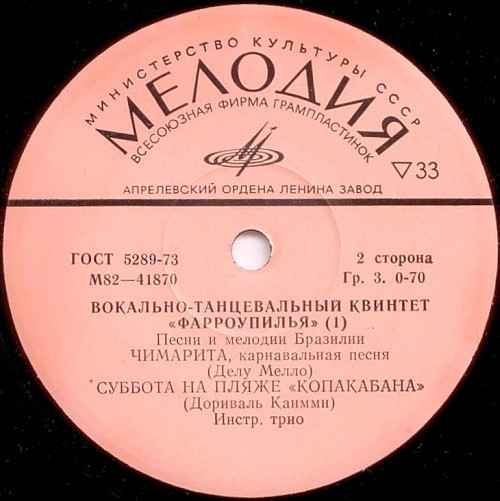 МИНИСТЕРСТВО КУЛЬТУРЫ СССР
МЕЛОДИЯ
ВСЕСОЮЗНАЯ ФИРМА ГРАМПЛАСТИНОК
▽33
АПРЕЛЕВСКИЙ ОРДЕНА ЛЕНИНА ЗАВОД
ГОСТ 5289-73 2 сторона
М82—41870 Гр. 3. 0-70
ВОКАЛЬНО-ТАНЦЕВАЛЬНЫЙ КВИНТЕТ
«ФАРРОУПИЛЬЯ» (1)
Песни и мелодии Бразилии
ЧИМАРИТА, карнавальная песня
(Делу Мелло)
*СУББОТА НА ПЛЯЖЕ «КОПАКАБАНА»
(Дориваль Каимми)
Инстр. трио